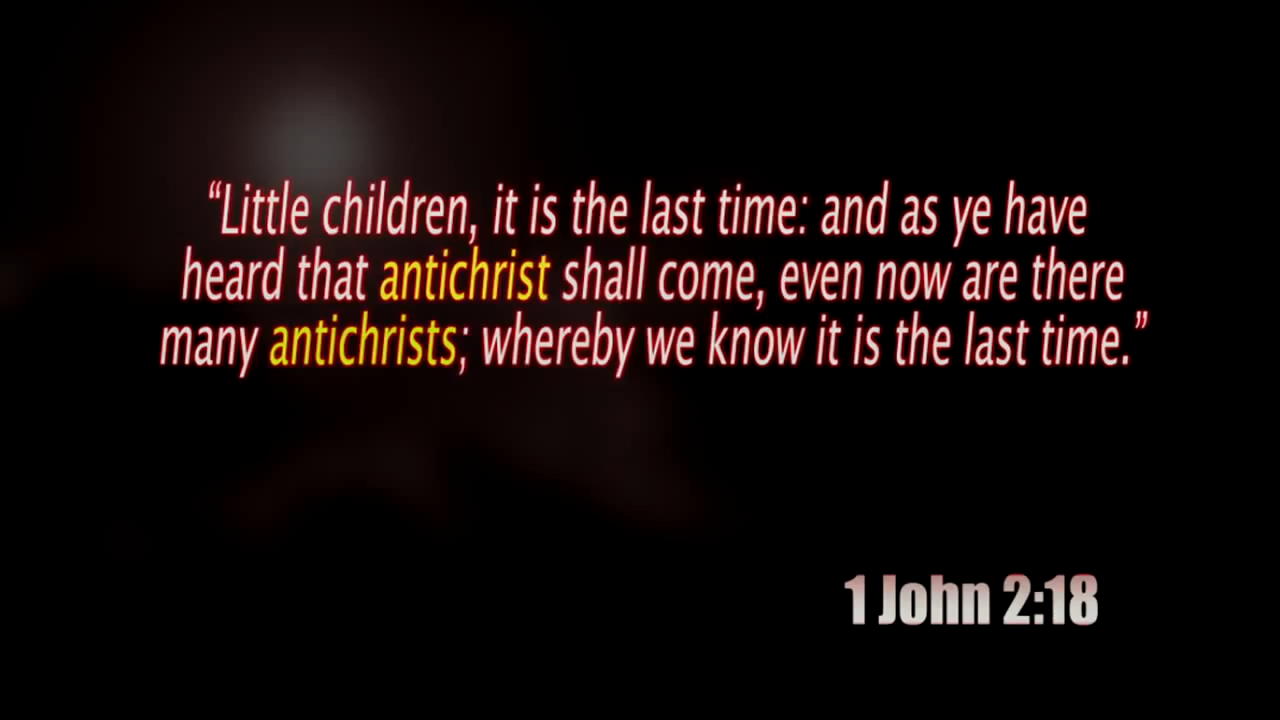 “Little children, it is the last time: and as ye have
heard that antichrist shall come, even now are there
many antichrists; whereby we know it is the last time.”
1 John 2:18